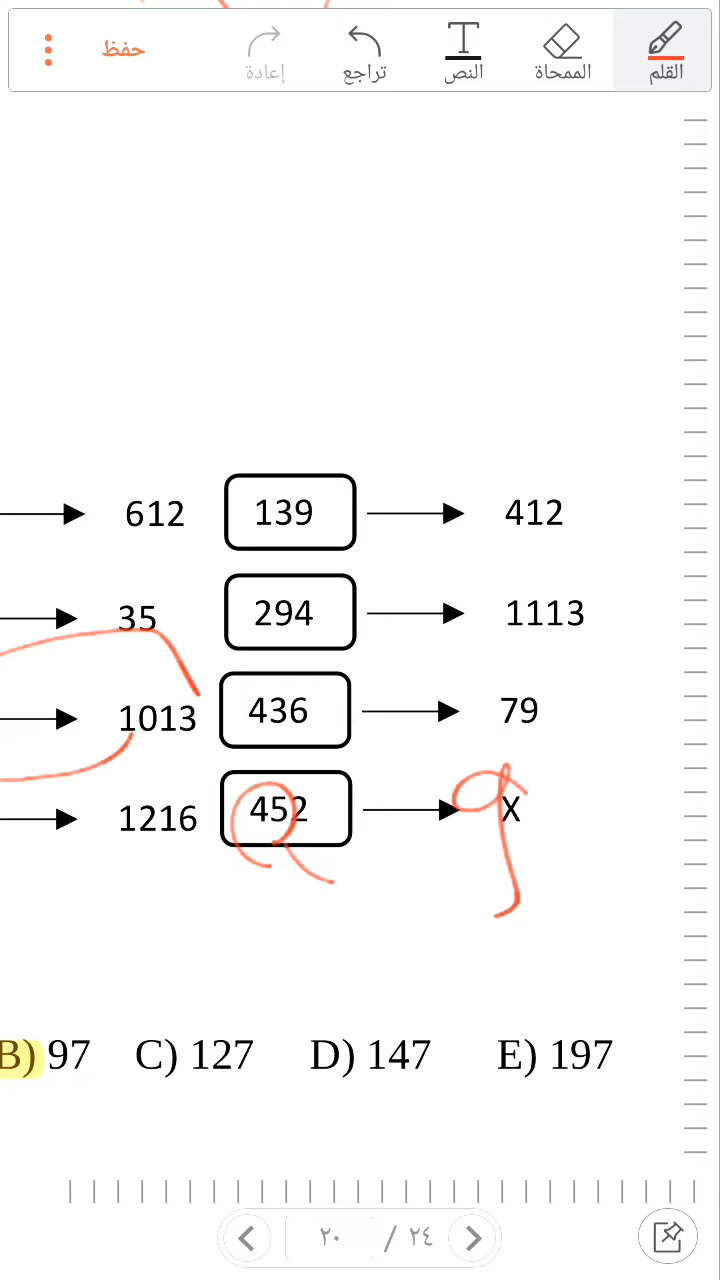 حفظ إعادة تراجع النص الممحاة القلم
612 139 412
35 294 1113
1013 436 79
1216 452 X
9
B) 97 C) 127 D) 147 E) 197
٢٠ / ٢٤